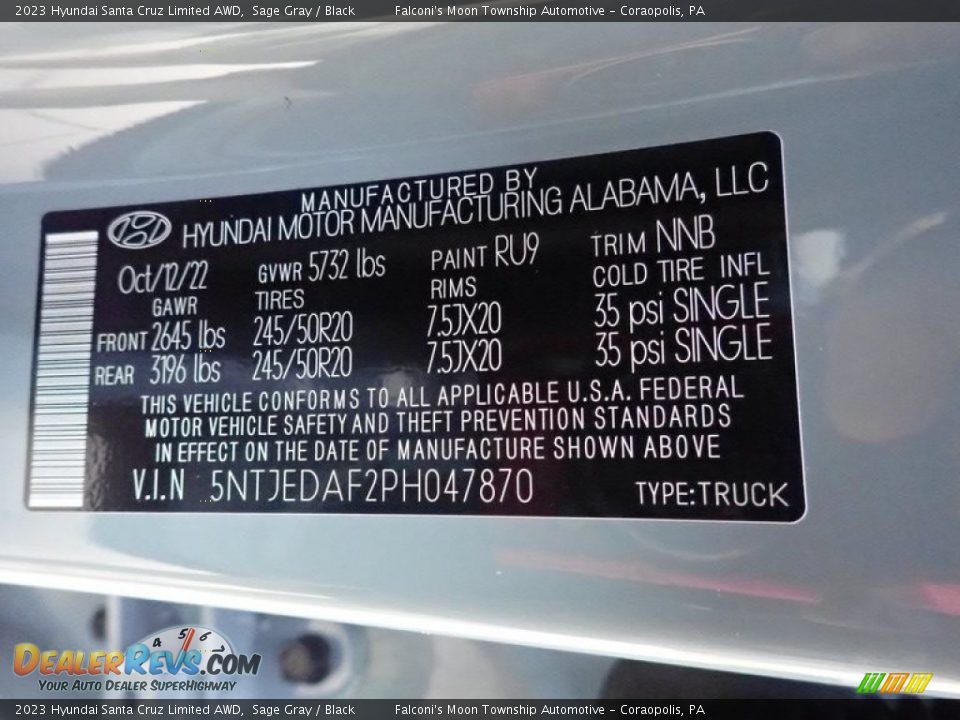 2023 Hyundai Santa Cruz Limited AWD, Sage Gray / Black Falconi's Moon Township Automotive - Coraopolis, PA
MANUFACTURED BY
HYUNDAI MOTOR MANUFACTURING ALABAMA, LLC
Oct/12/22 GVWR 5732 lbs PAINT RU9 TRIM NNB
GAWR TIRES RIMS COLD TIRE INFL
FRONT 2645 lbs 245/50R20 7.5JX20 35 psi SINGLE
REAR 3196 lbs 245/50R20 7.5JX20 35 psi SINGLE
THIS VEHICLE CONFORMS TO ALL APPLICABLE U.S.A. FEDERAL
MOTOR VEHICLE SAFETY AND THEFT PREVENTION STANDARDS
IN EFFECT ON THE DATE OF MANUFACTURE SHOWN ABOVE
V.I.N 5NTJEDAF2PH047870 TYPE:TRUCK
4 5 6
DEALERREVS.COM
YOUR AUTO DEALER SUPERHIGHWAY
2023 Hyundai Santa Cruz Limited AWD, Sage Gray / Black Falconi's Moon Township Automotive - Coraopolis, PA